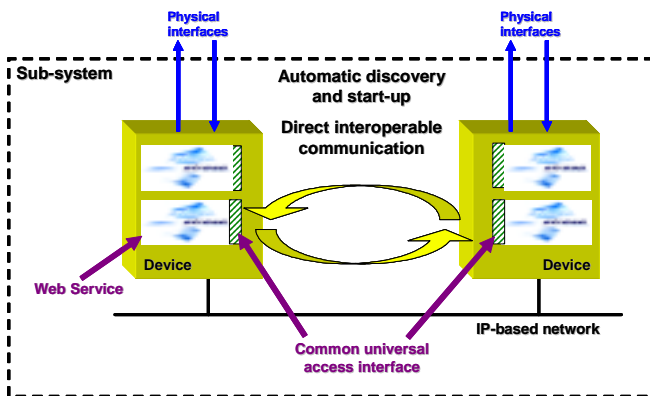 Physical
interfaces
Physical
interfaces
Sub-system
Automatic discovery
and start-up
Direct interoperable
communication
Device
Device
Web Service
IP-based network
Common universal
access interface